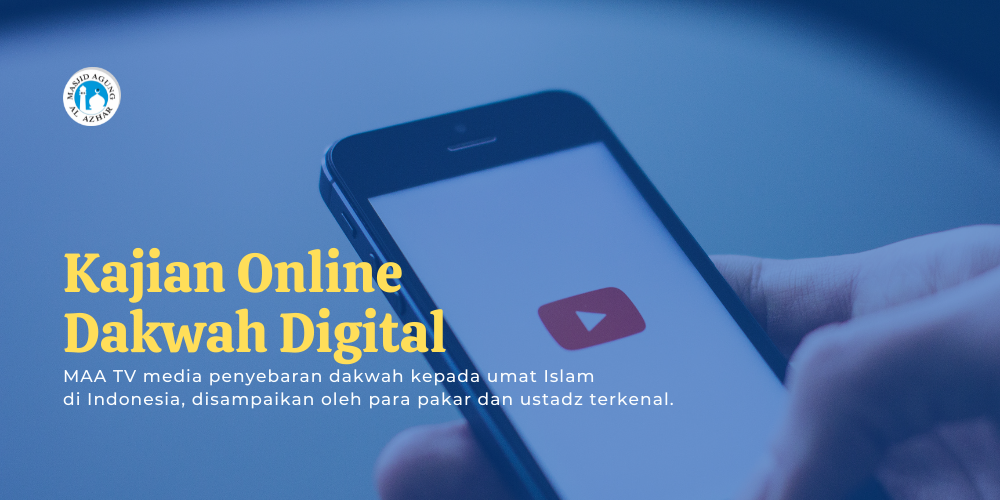 MASJID AGUNG
AL AZHAR
Kajian Online
Dakwah Digital
MAA TV media penyebaran dakwah kepada umat Islam
di Indonesia, disampaikan oleh para pakar dan ustadz terkenal.